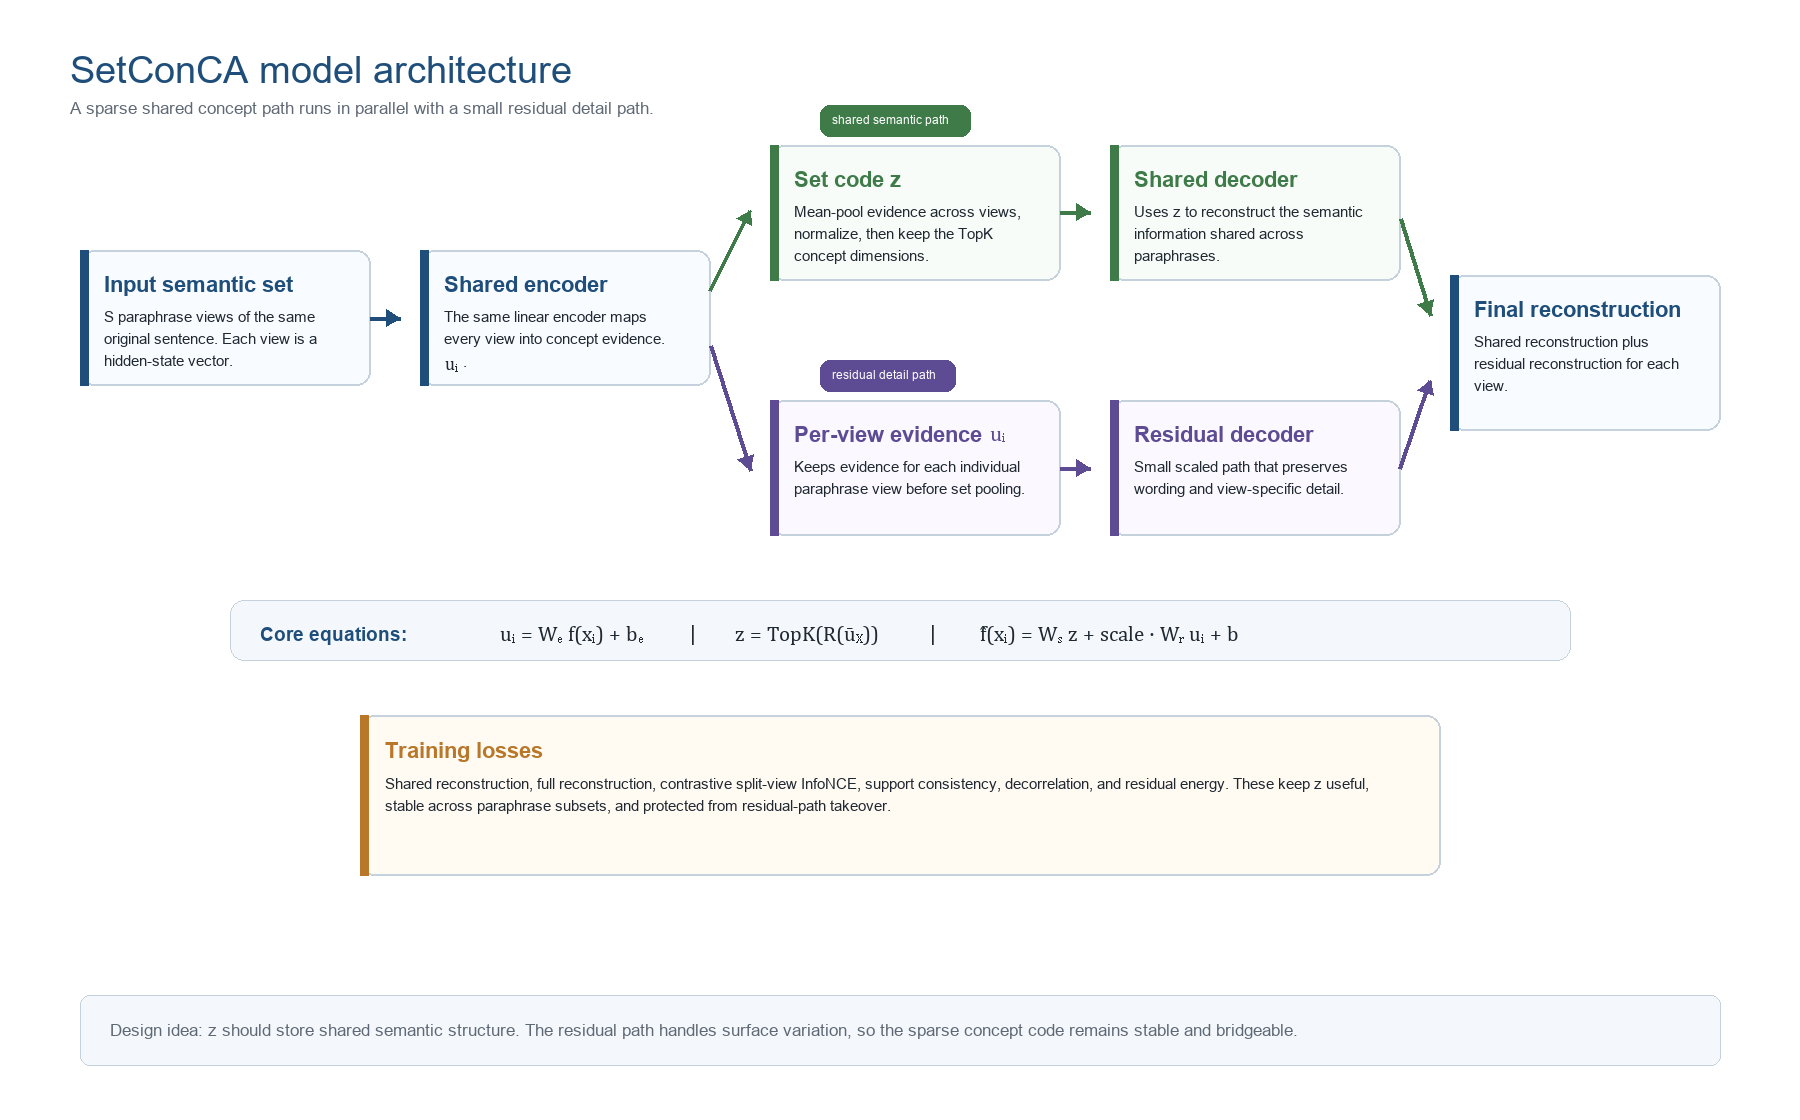 SetConCA model architecture
A sparse shared concept path runs in parallel with a small residual detail path.
shared semantic path
Set code z
Mean-pool evidence across views,
normalize, then keep the TopK
concept dimensions.
Shared decoder
Uses z to reconstruct the semantic
information shared across
paraphrases.
Input semantic set
S paraphrase views of the same
original sentence. Each view is a
hidden-state vector.
Shared encoder
The same linear encoder maps
every view into concept evidence.
uᵢ .
Final reconstruction
Shared reconstruction plus
residual reconstruction for each
view.
residual detail path
Per-view evidence uᵢ
Keeps evidence for each individual
paraphrase view before set pooling.
Residual decoder
Small scaled path that preserves
wording and view-specific detail.
Core equations: uᵢ = Wₑ f(xᵢ) + bₑ | z = TopK(R(ūₓ)) | f̂(xᵢ) = Wₛ z + scale · Wᵣ uᵢ + b
Training losses
Shared reconstruction, full reconstruction, contrastive split-view InfoNCE, support consistency, decorrelation, and residual energy. These keep z useful,
stable across paraphrase subsets, and protected from residual-path takeover.
Design idea: z should store shared semantic structure. The residual path handles surface variation, so the sparse concept code remains stable and bridgeable.